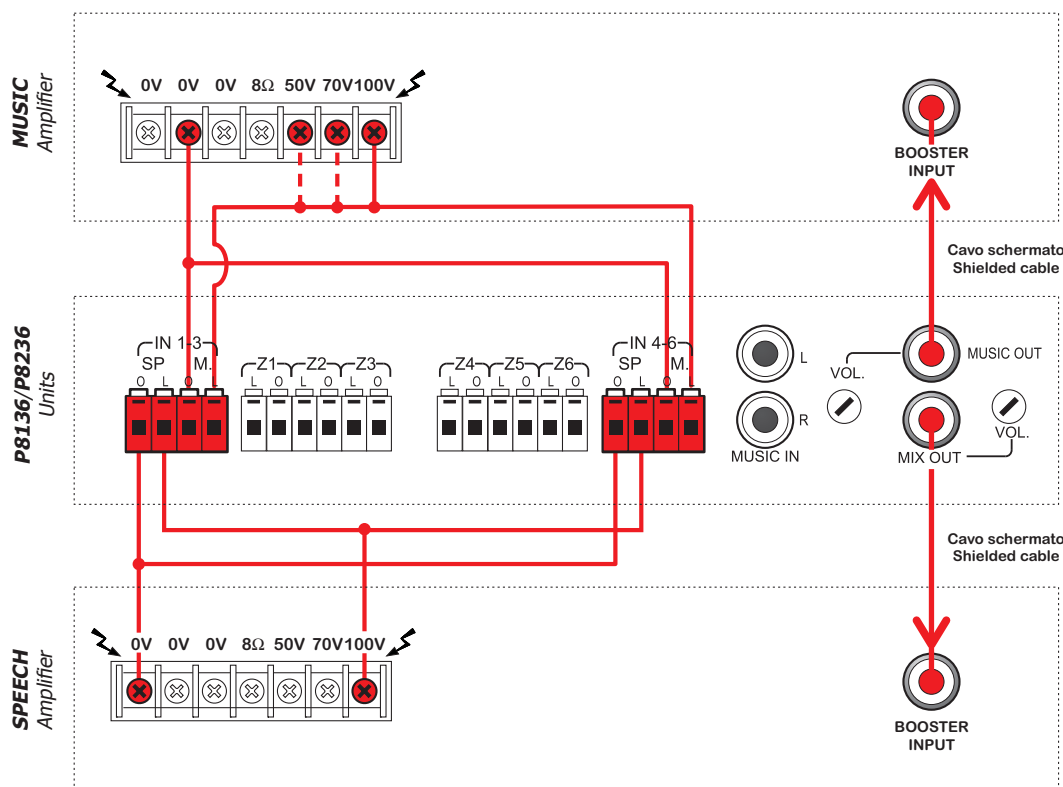 MUSIC
Amplifier
0V 0V 0V 8Ω 50V 70V 100V
BOOSTER
INPUT
Cavo schermato
Shielded cable
P8136/P8236
Units
IN 1-3
SP M.
O L O L
Z1 Z2 Z3
L O L O L O
Z4 Z5 Z6
L O L O L O
IN 4-6
SP M.
O L O L
L
R
MUSIC IN
VOL.
MUSIC OUT
VOL.
MIX OUT
Cavo schermato
Shielded cable
SPEECH
Amplifier
0V 0V 0V 8Ω 50V 70V 100V
BOOSTER
INPUT